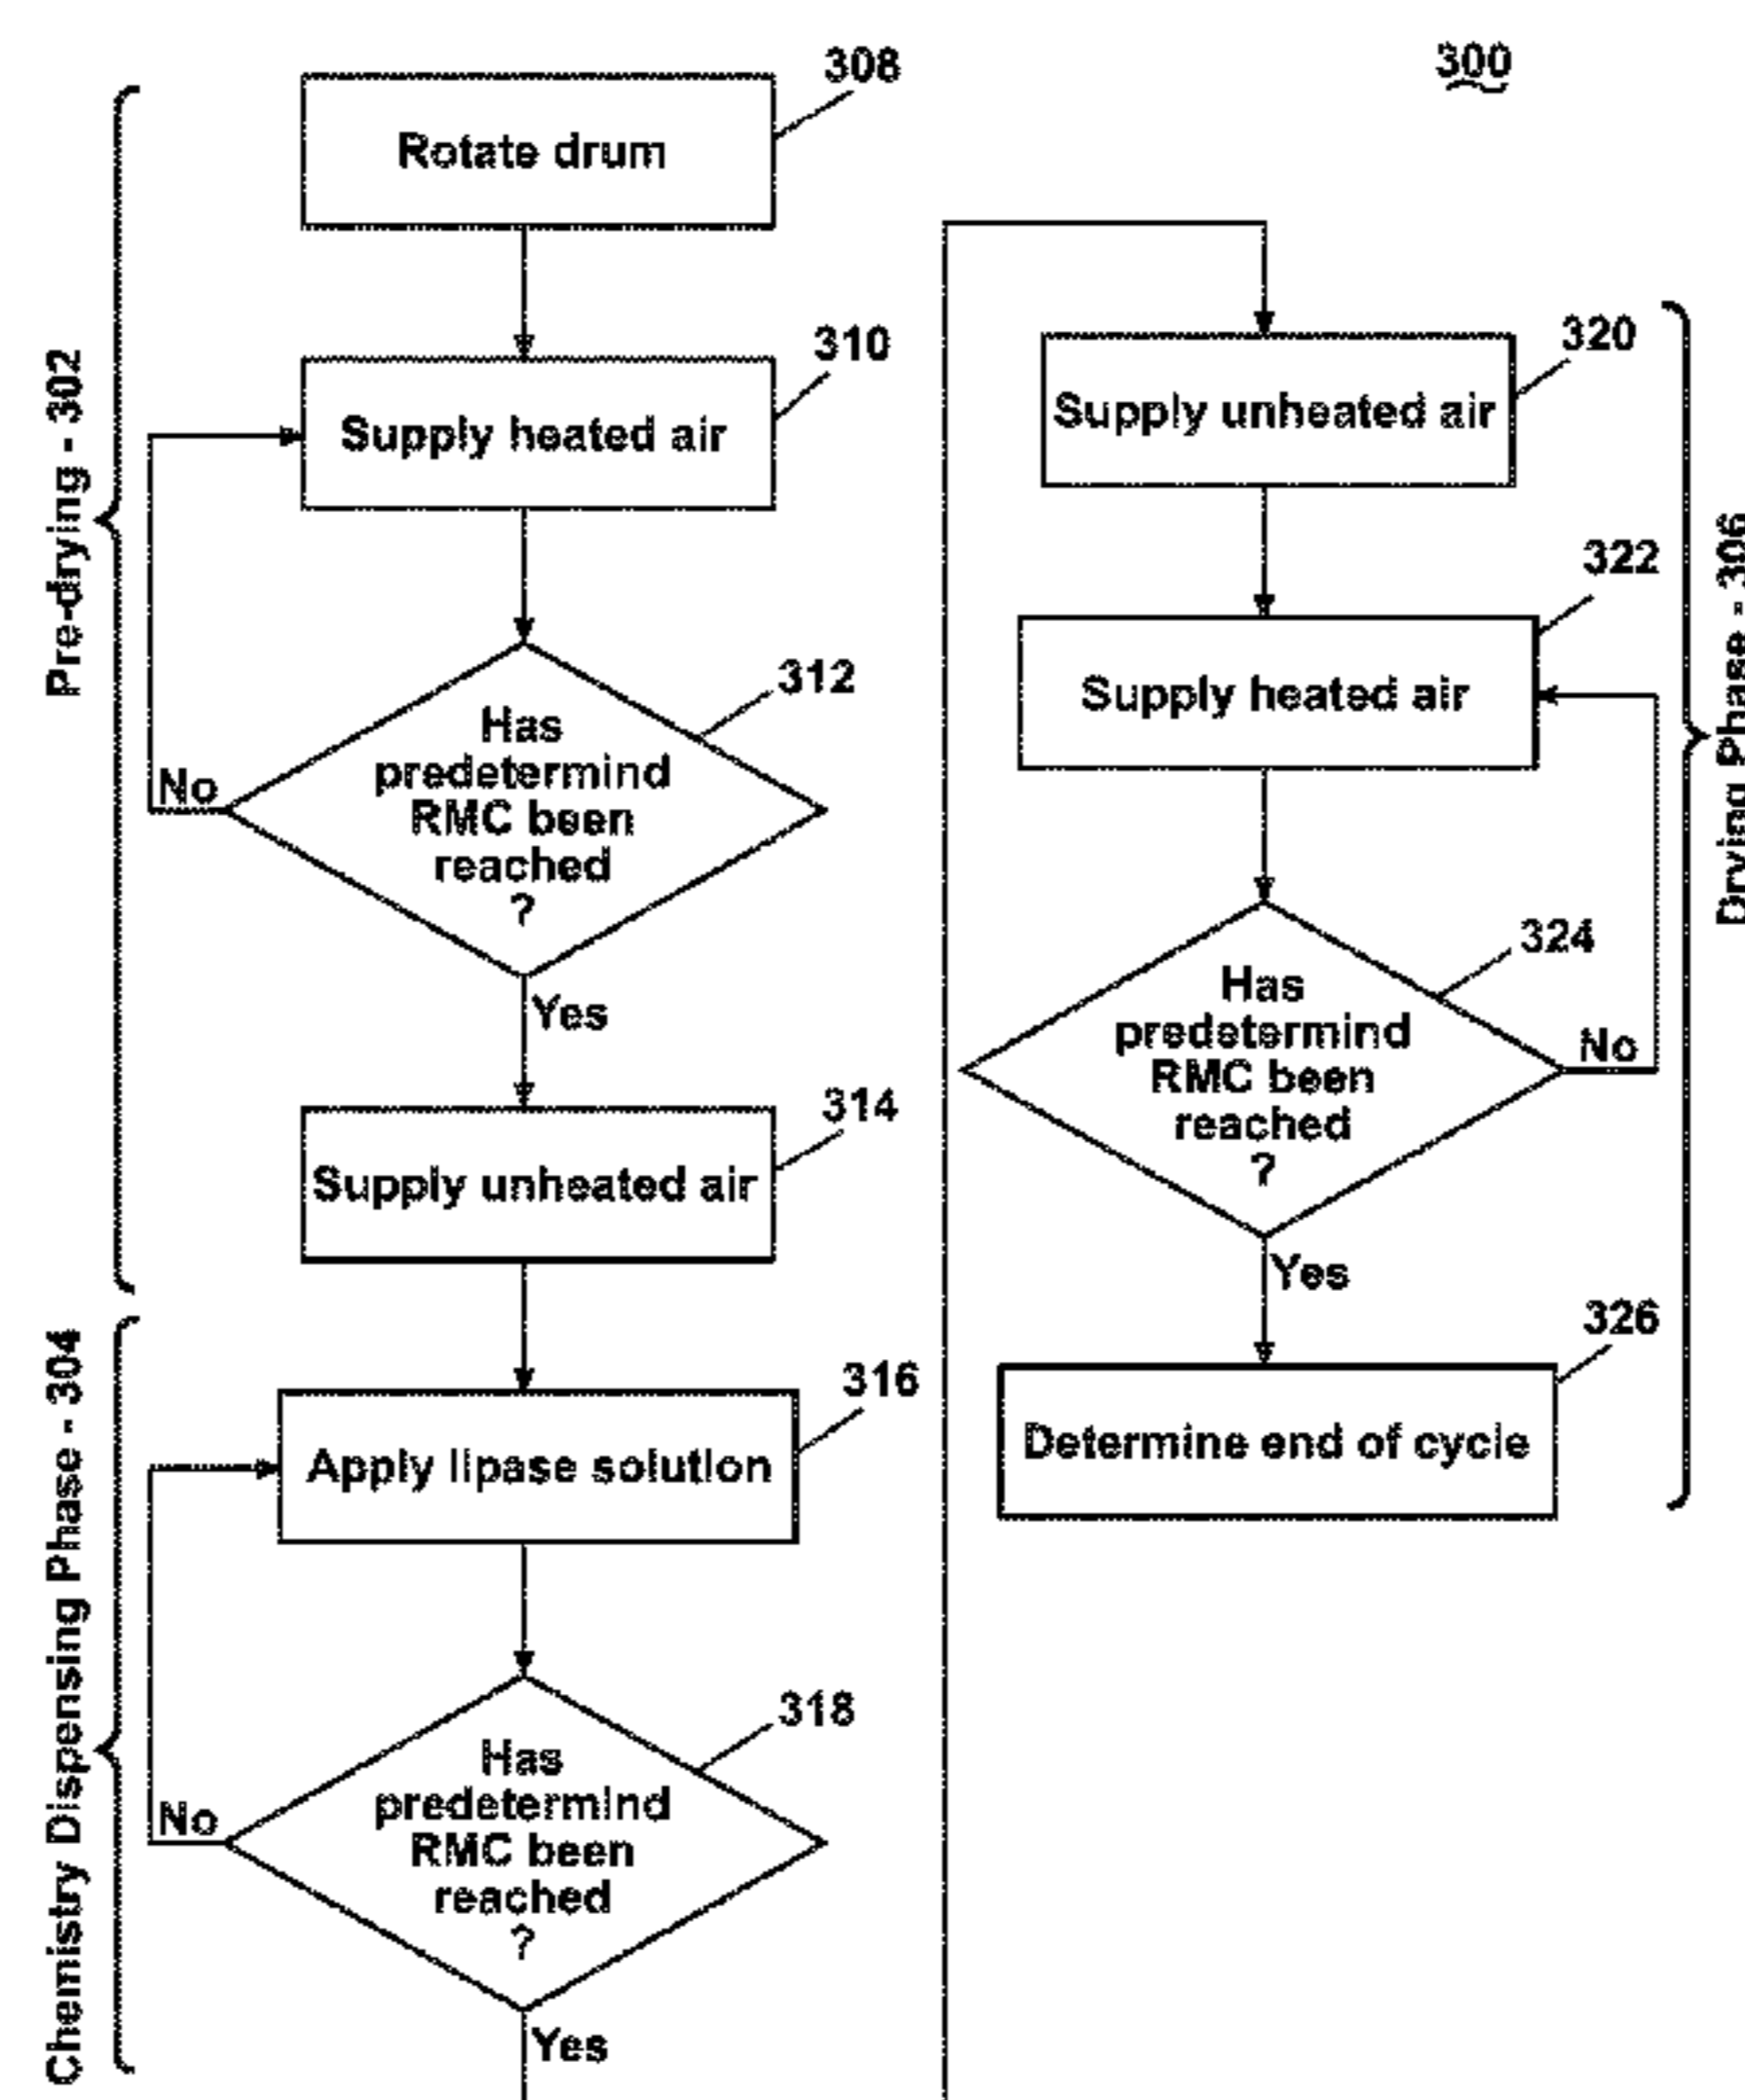 300
Pre-drying - 302
308
Rotate drum
310
Supply heated air
312
Has
predetermind
RMC been
reached
?
No
Yes
314
Supply unheated air
Chemistry Dispensing Phase - 304
316
Apply lipase solution
318
Has
predetermind
RMC been
reached
?
No
Yes
Drying Phase - 306
320
Supply unheated air
322
Supply heated air
324
Has
predetermind
RMC been
reached
?
No
Yes
326
Determine end of cycle